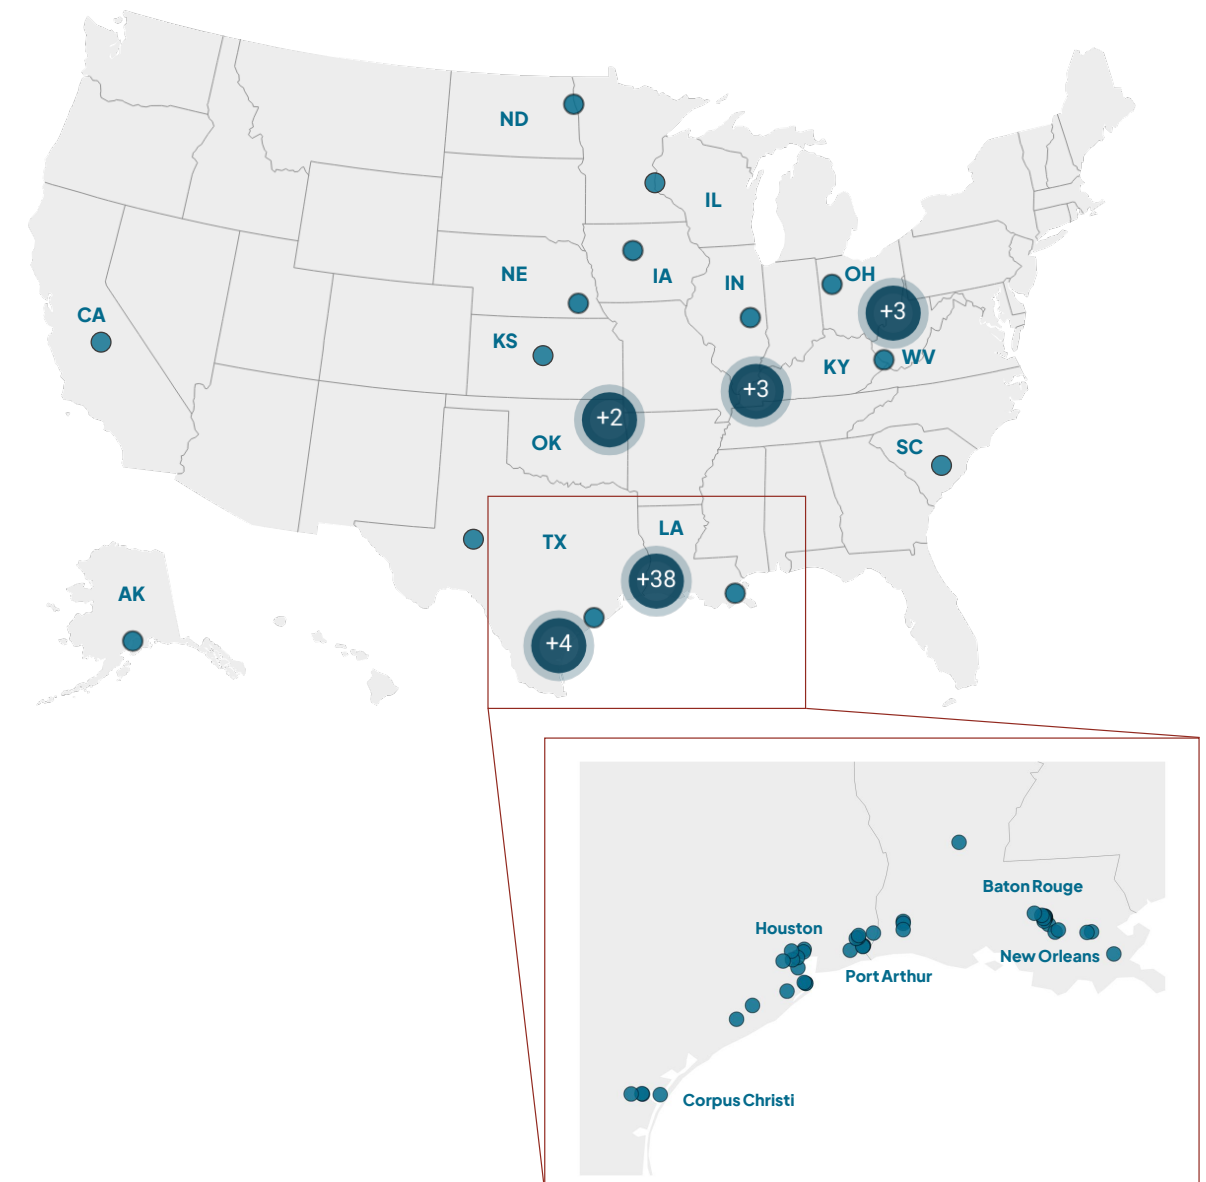 ND
IL
NE
IA
IN
OH
+3
CA
KS
KY
WV
+3
+2
OK
SC
TX
LA
+38
AK
+4
Baton Rouge
Houston
New Orleans
Port Arthur
Corpus Christi